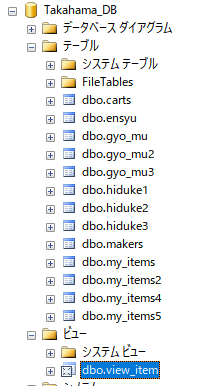 Takahama_DB
データベース ダイアグラム
テーブル
システム テーブル
FileTables
dbo.carts
dbo.ensyu
dbo.gyo_mu
dbo.gyo_mu2
dbo.gyo_mu3
dbo.hiduke1
dbo.hiduke2
dbo.hiduke3
dbo.makers
dbo.my_items
dbo.my_items2
dbo.my_items4
dbo.my_items5
ビュー
システム ビュー
dbo.view_item